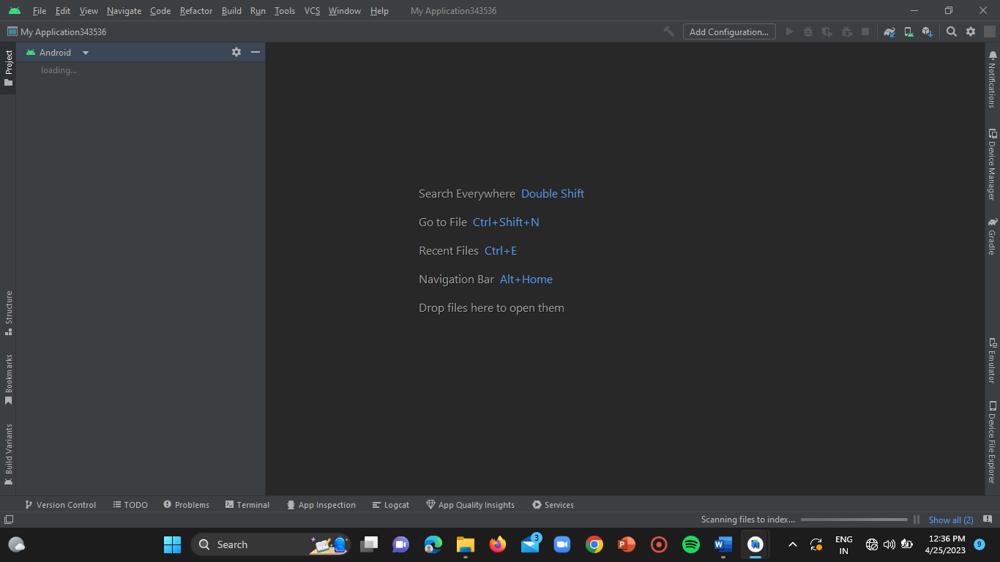 File Edit View Navigate Code Refactor Build Run Tools VCS Window Help My Application343536
My Application343536
Add Configuration...
Project
Android
loading...
Structure
Bookmarks
Build Variants
Search Everywhere Double Shift
Go to File Ctrl+Shift+N
Recent Files Ctrl+E
Navigation Bar Alt+Home
Drop files here to open them
Notifications
Device Manager
Gradle
Emulator
Device File Explorer
Version Control TODO Problems Terminal App Inspection Logcat App Quality Insights Services
Scanning files to index... Show all (2)
Search
3
ENG
IN
12:36 PM
4/25/2023
9